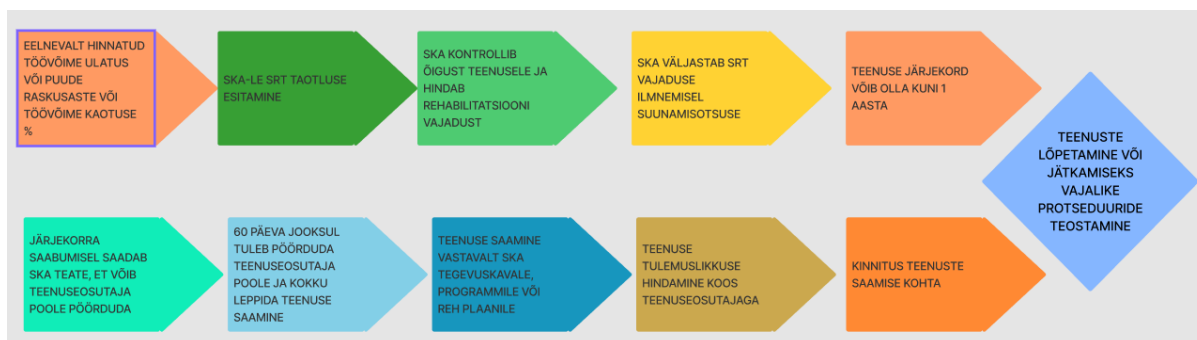 EELNEVALT HINNATUD
TÖÖVÕIME ULATUS
VÕI PUUDE
RASKUSASTE VÕI
TÖÖVÕIME KAOTUSE
%
SKA-LE SRT TAOTLUSE
ESITAMINE
SKA KONTROLLIB
ÕIGUST TEENUSELE JA
HINDAB
REHABILITATSIOONI
VAJADUST
SKA VÄLJASTAB SRT
VAJADUSE
ILMNEMISEL
SUUNAMISOTSUSE
TEENUSE JÄRJEKORD
VÕIB OLLA KUNI 1
AASTA
JÄRJEKORRA
SAABUMISEL SAADAB
SKA TEATE, ET VÕIB
TEENUSEOSUTAJA
POOLE PÖÖRDUDA
60 PÄEVA JOOKSUL
TULEB PÖÖRDUDA
TEENUSEOSUTAJA
POOLE JA KOKKU
LEPPIDA TEENUSE
SAAMINE
TEENUSE SAAMINE
VASTAVALT SKA
TEGEVUSKAVALE,
PROGRAMMILE VÕI
REH PLAANILE
TEENUSE
TULEMUSLIKKUSE
HINDAMINE KOOS
TEENUSEOSUTAJAGA
KINNITUS TEENUSTE
SAAMISE KOHTA
TEENUSTE
LÕPETAMINE VÕI
JÄTKAMISEKS
VAJALIKE
PROTSEDUURIDE
TEOSTAMINE